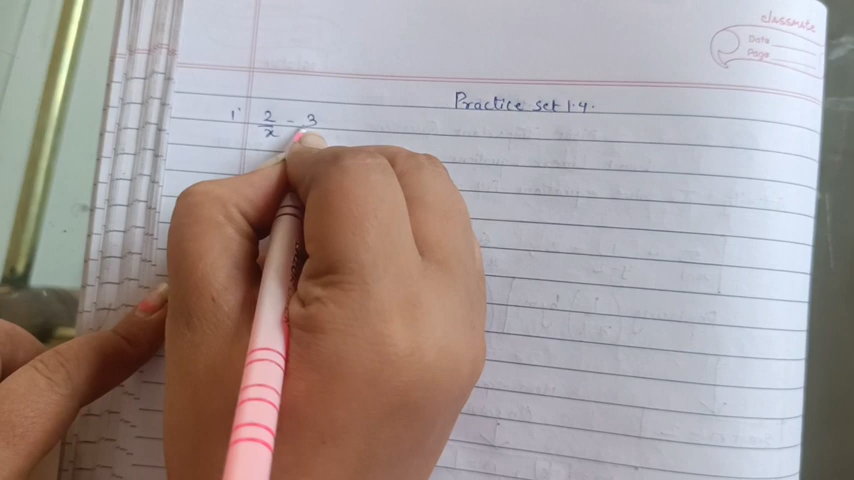 classmate
Date
Page
Practice set 1.4.
1. 2/x - 3